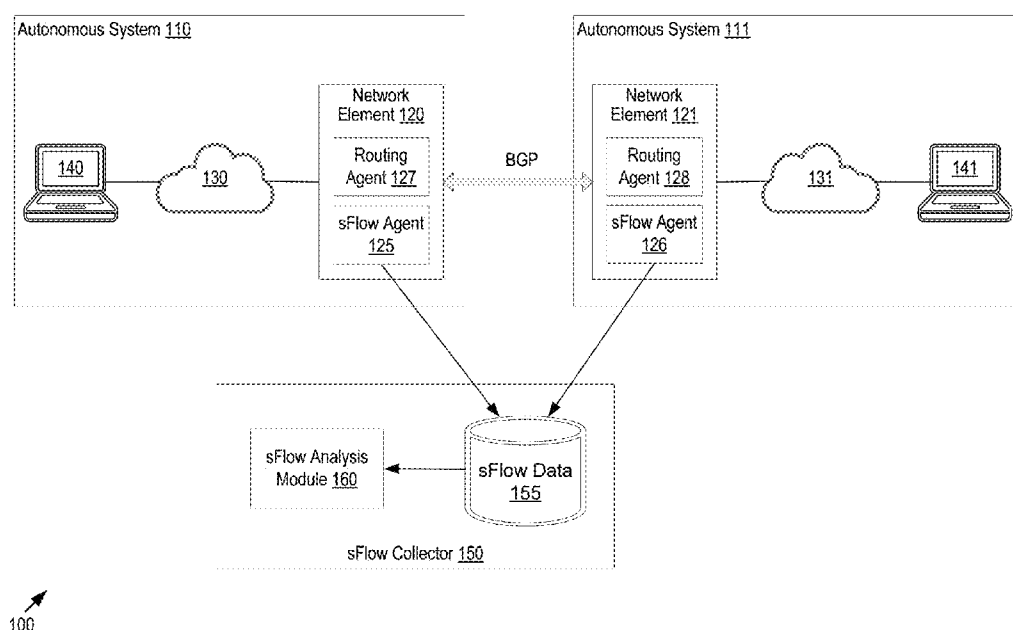 Autonomous System 110
Autonomous System 111
Network
Element 120
Network
Element 121
Routing
Agent 127
BGP
Routing
Agent 128
140
130
131
141
sFlow Agent
125
sFlow Agent
126
sFlow Analysis
Module 160
sFlow Data
155
sFlow Collector 150
100